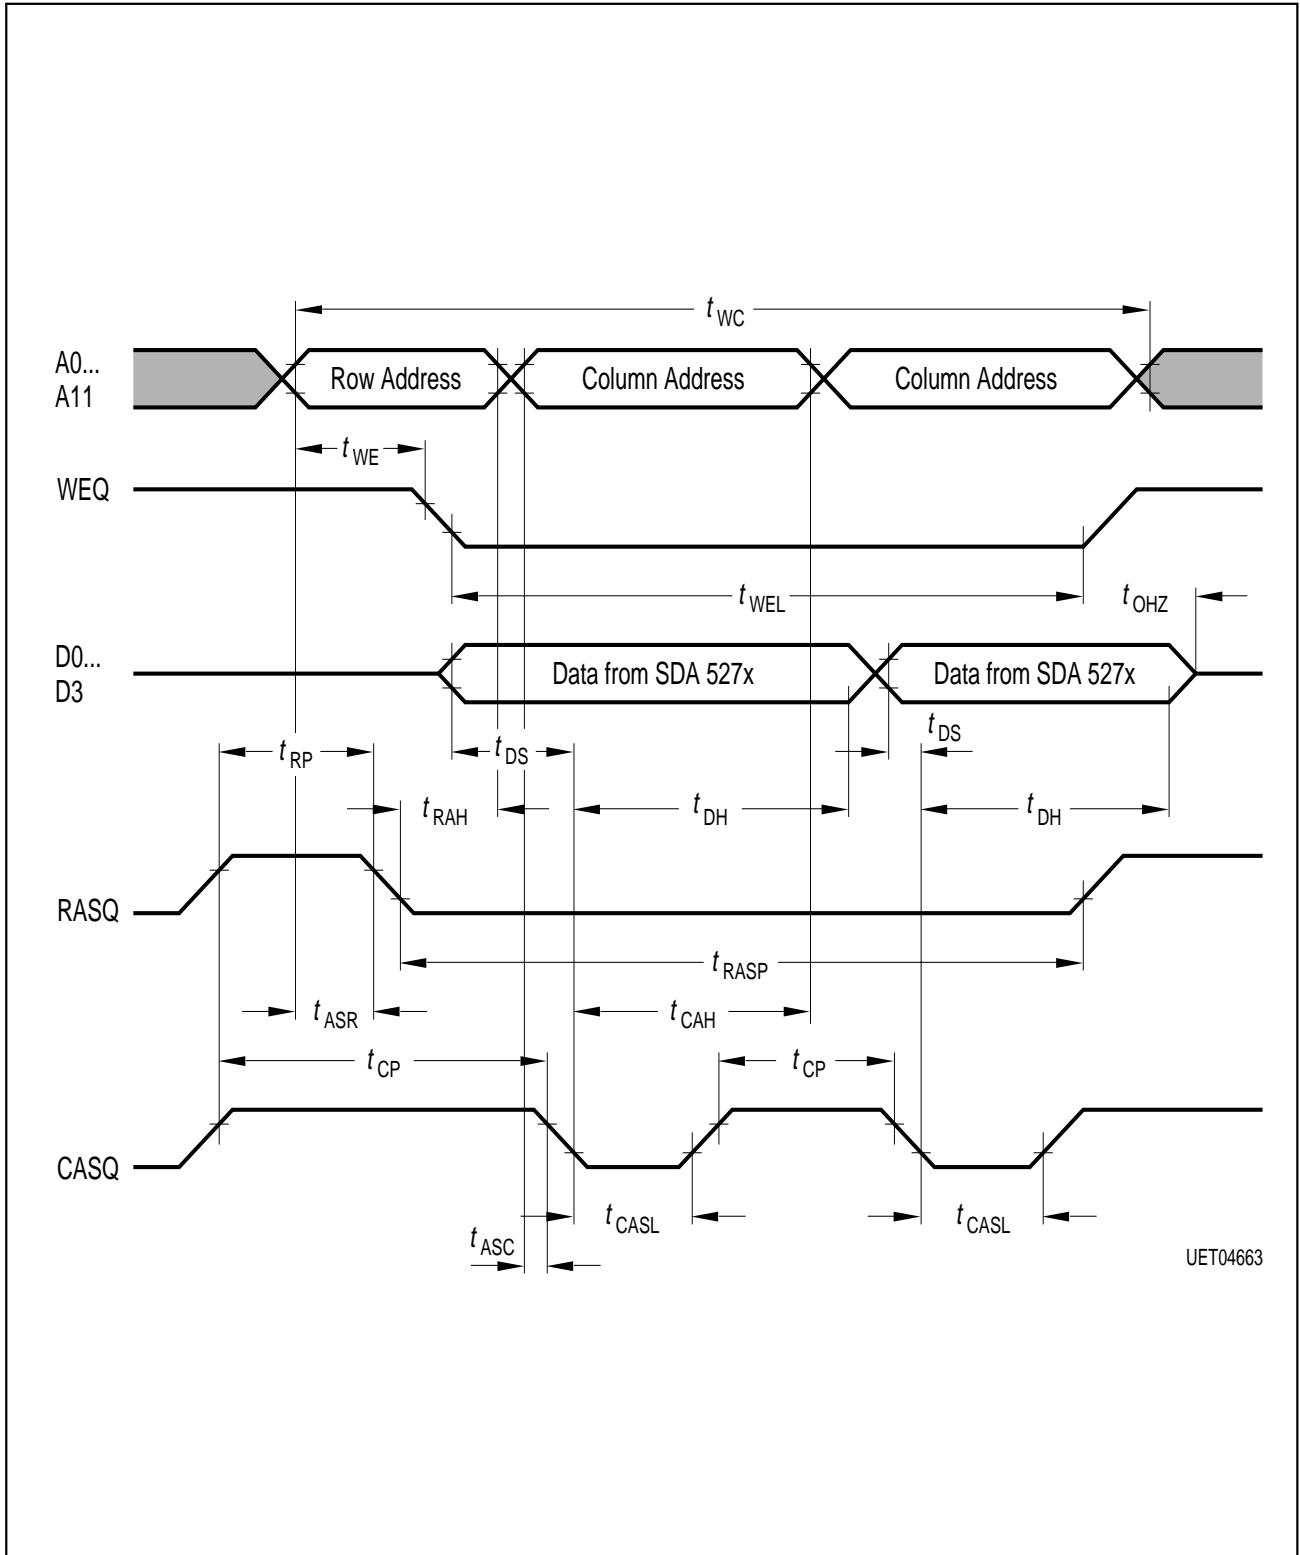 t WC
A0...
A11
Row Address
Column Address
Column Address
t WE
WEQ
t WEL
t OHZ
D0...
D3
Data from SDA 527x
Data from SDA 527x
t RP
t DS
t DS
t RAH
t DH
t DH
RASQ
t RASP
t ASR
t CAH
t CP
t CP
CASQ
t CASL
t CASL
t ASC
UET04663